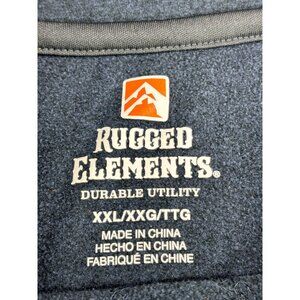 RUGGED
ELEMENTS®
DURABLE UTILITY
XXL/XXG/TTG
MADE IN CHINA
HECHO EN CHINA
FABRIQUÉ EN CHINE